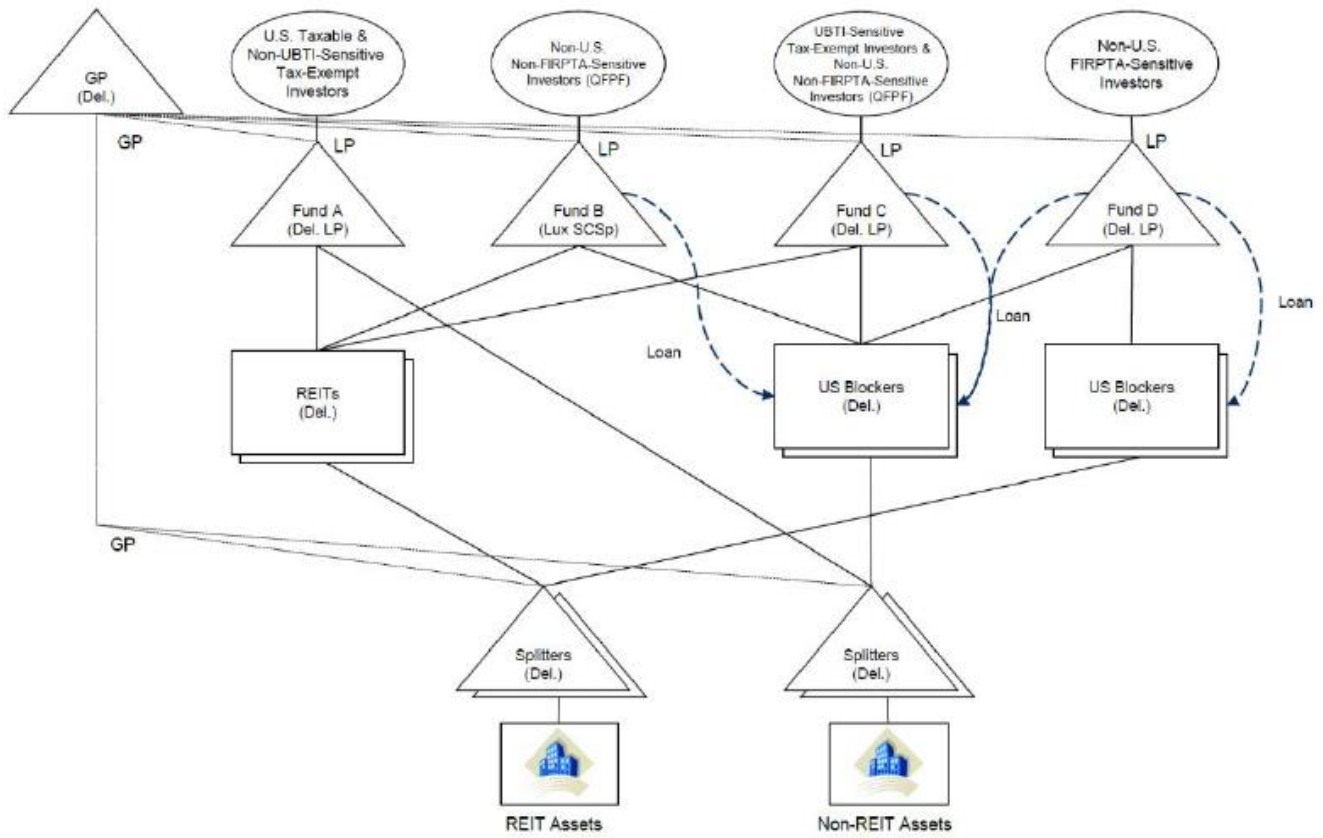 GP
(Del.)
U.S. Taxable &
Non-UBTI-Sensitive
Tax-Exempt
Investors
Non-U.S.
Non-FIRPTA-Sensitive
Investors (QFPF)
UBTI-Sensitive
Tax-Exempt Investors &
Non-U.S.
Non-FIRPTA-Sensitive
Investors (QFPF)
Non-U.S.
FIRPTA-Sensitive
Investors
GP
LP
LP
LP
LP
Fund A
(Del. LP)
Fund B
(Lux SCSp)
Fund C
(Del. LP)
Fund D
(Del. LP)
Loan
Loan
Loan
REITs
(Del.)
US Blockers
(Del.)
US Blockers
(Del.)
GP
Splitters
(Del.)
Splitters
(Del.)
REIT Assets
Non-REIT Assets